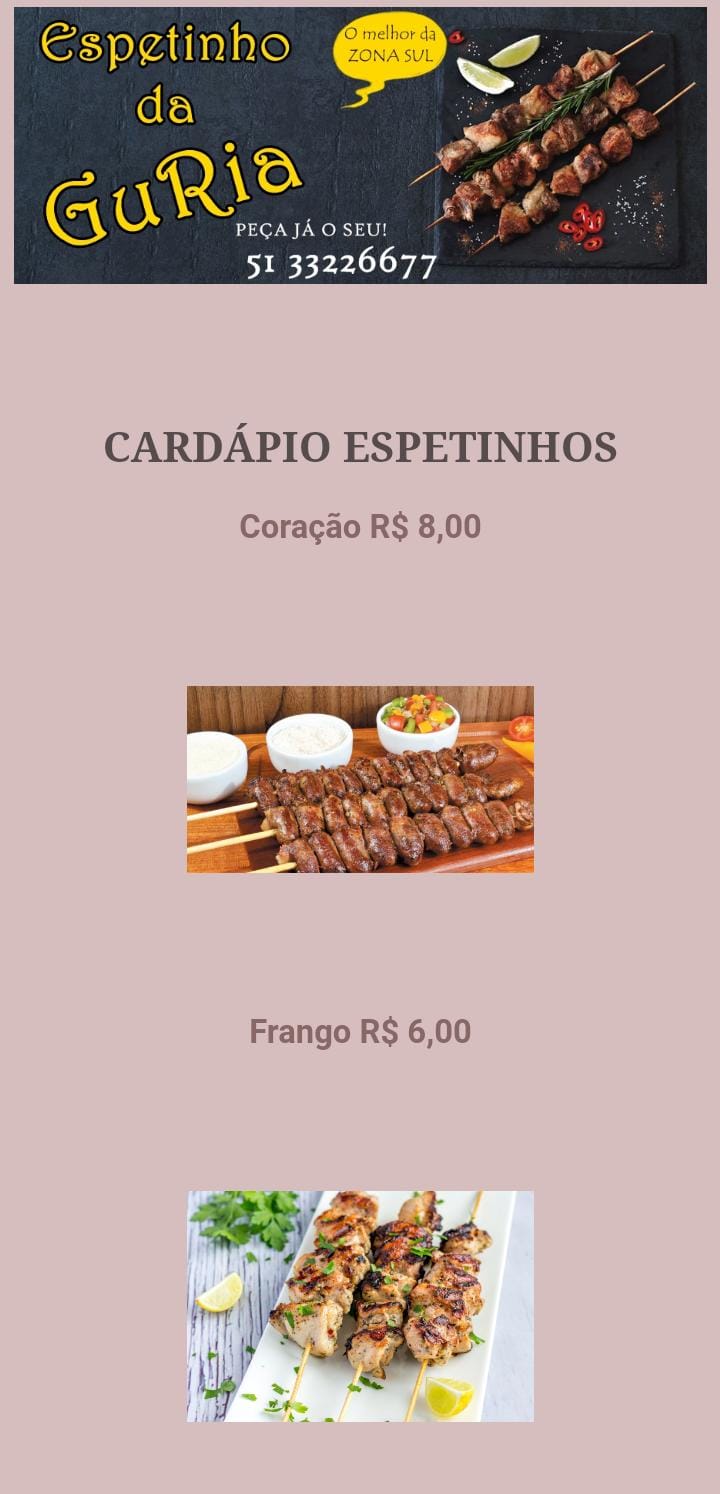 Espetinho
da
GuRia
O melhor da
ZONA SUL
PEÇA JÁ O SEU!
51 33226677
CARDÁPIO ESPETINHOS
Coração R$ 8,00
Frango R$ 6,00